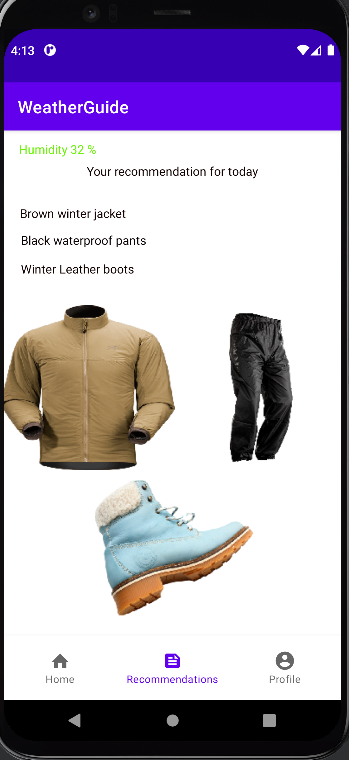 4:13
WeatherGuide
Humidity 32 %
Your recommendation for today
Brown winter jacket
Black waterproof pants
Winter Leather boots
Home
Recommendations
Profile